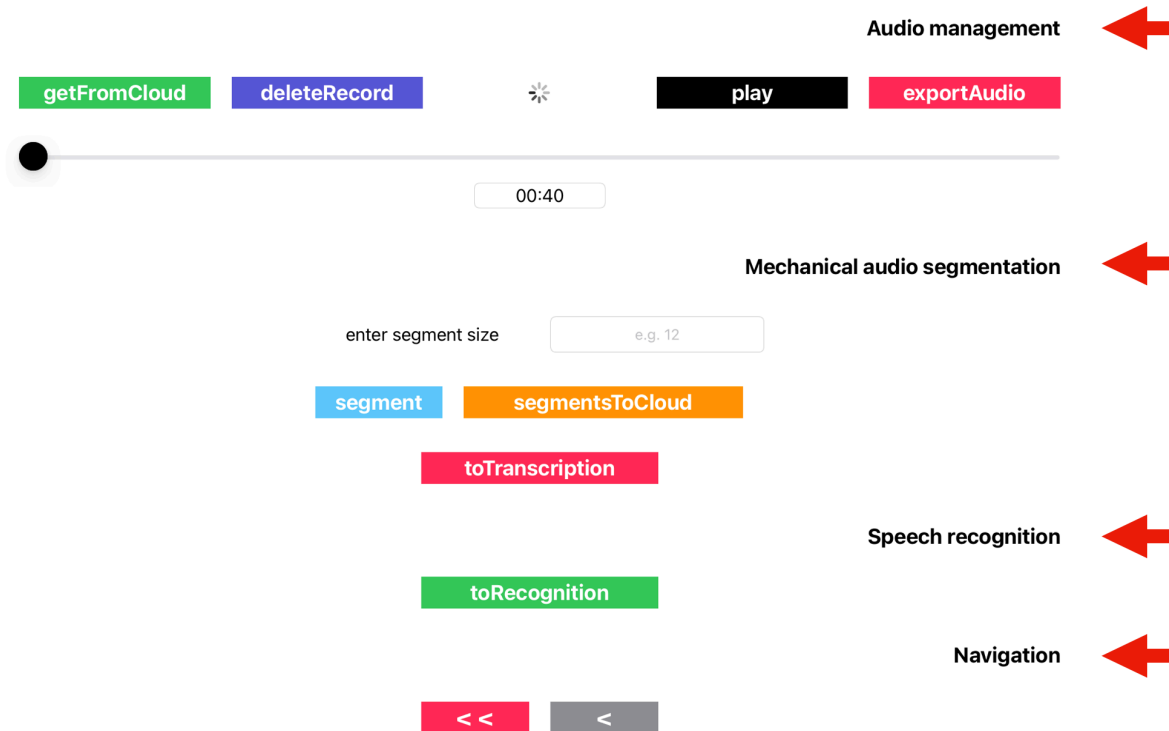 Audio management
getFromCloud deleteRecord play exportAudio
00:40
Mechanical audio segmentation
enter segment size e.g. 12
segment segmentsToCloud
toTranscription
Speech recognition
toRecognition
Navigation
< < <